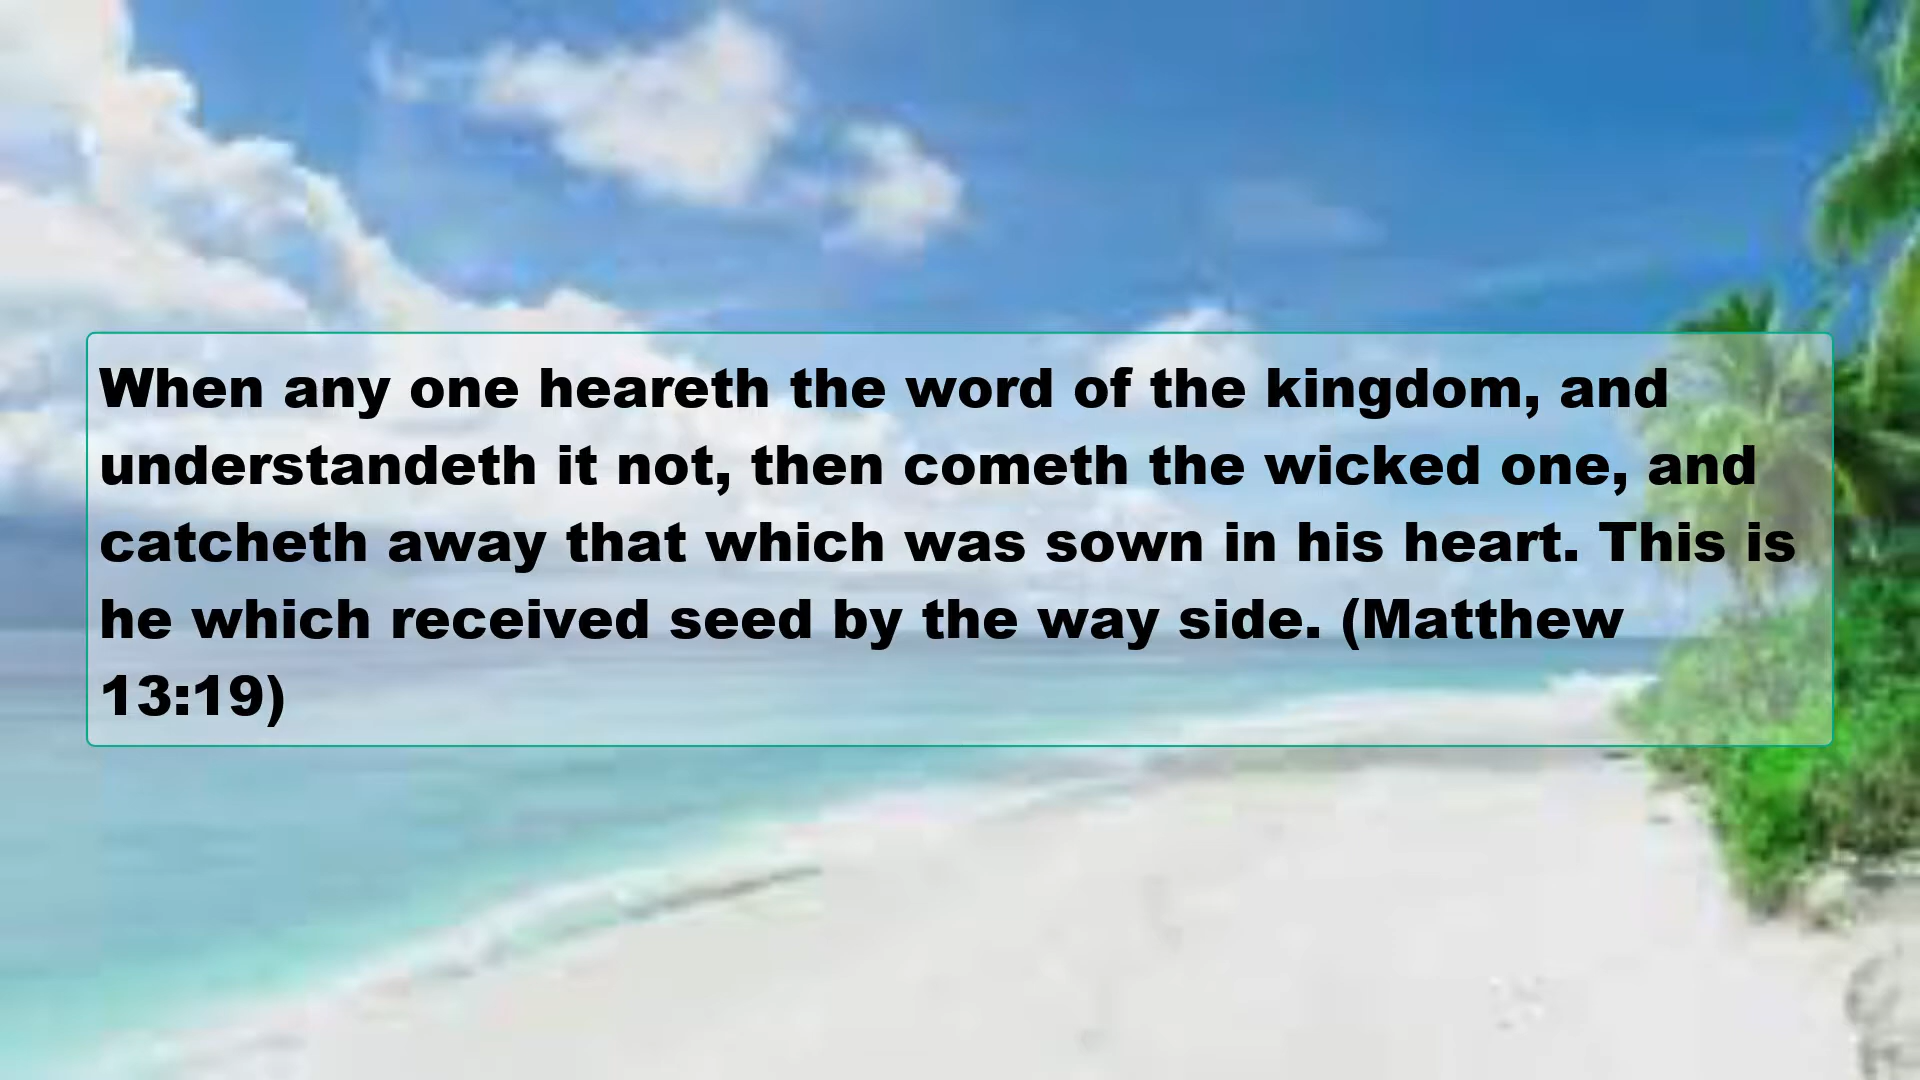 When any one heareth the word of the kingdom, and
understandeth it not, then cometh the wicked one, and
catcheth away that which was sown in his heart. This is
he which received seed by the way side. (Matthew
13:19)